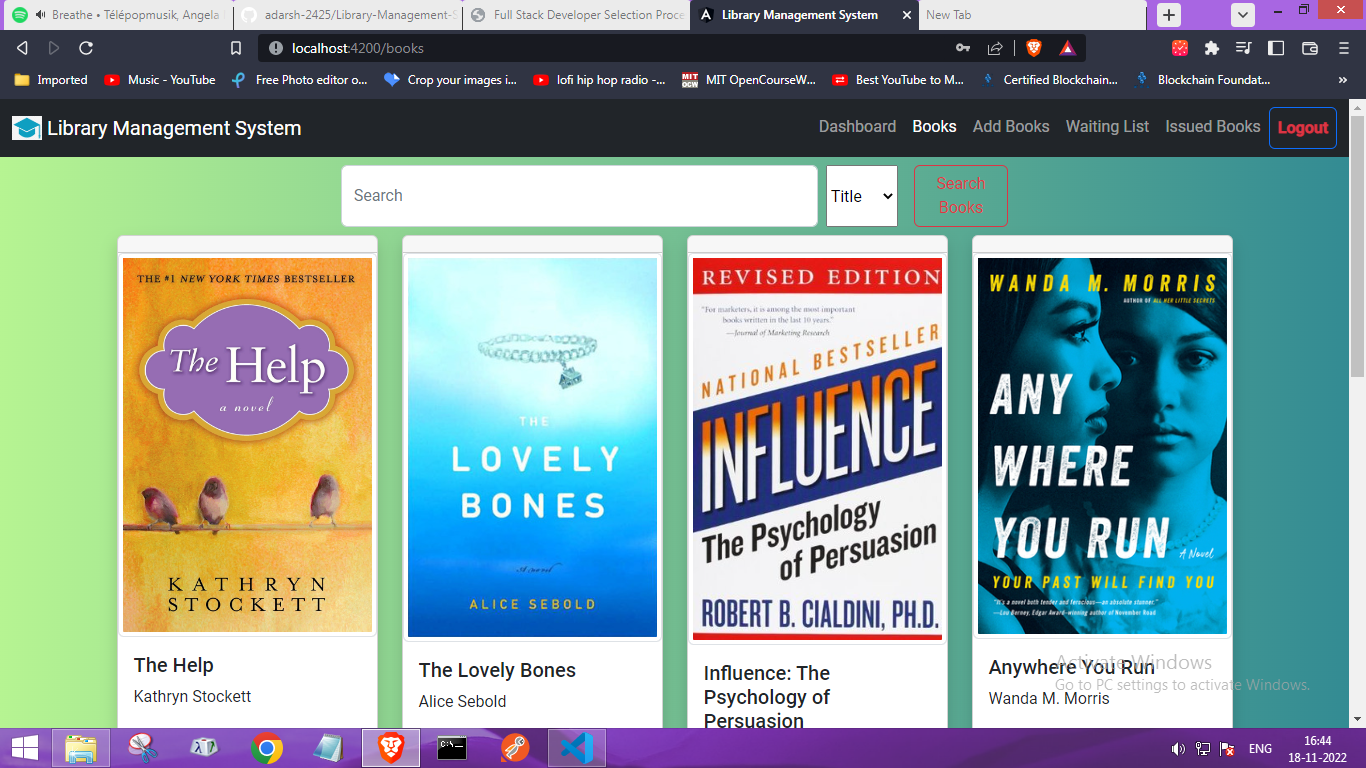 Breathe • Télépopmusik, Angela
adarsh-2425/Library-Management-S
Full Stack Developer Selection Proce
Library Management System
New Tab
localhost:4200/books
Imported
Music - YouTube
Free Photo editor o...
Crop your images i...
lofi hip hop radio -...
MIT OpenCourseW...
Best YouTube to M...
Certified Blockchain...
Blockchain Foundat...
»
Library Management System
Dashboard
Books
Add Books
Waiting List
Issued Books
Logout
Search
Title
Search
Books
THE #1 NEW YORK TIMES BESTSELLER
The Help
a novel
KATHRYN
STOCKETT
The Help
Kathryn Stockett
THE
LOVELY
BONES
A novel
ALICE SEBOLD
The Lovely Bones
Alice Sebold
REVISED EDITION
"For marketers, it is among the most important
books written in the last 10 years."
—Journal of Marketing Research
NATIONAL BESTSELLER
INFLUENCE
The Psychology
of Persuasion
ROBERT B. CIALDINI, PH.D.
Influence: The
Psychology of
Persuasion
WANDA M. MORRIS
AUTHOR OF ALL HER LITTLE SECRETS
ANY
WHERE
YOU RUN
A Novel
YOUR PAST WILL FIND YOU
"It's a novel both tender and ferocious—an absolute stunner."
—Lou Berney, Edgar Award–winning author of November Road
Anywhere You Run
Wanda M. Morris
Activate Windows
Go to PC settings to activate Windows.
MIT
OCW
C:\
ENG
16:44
18-11-2022